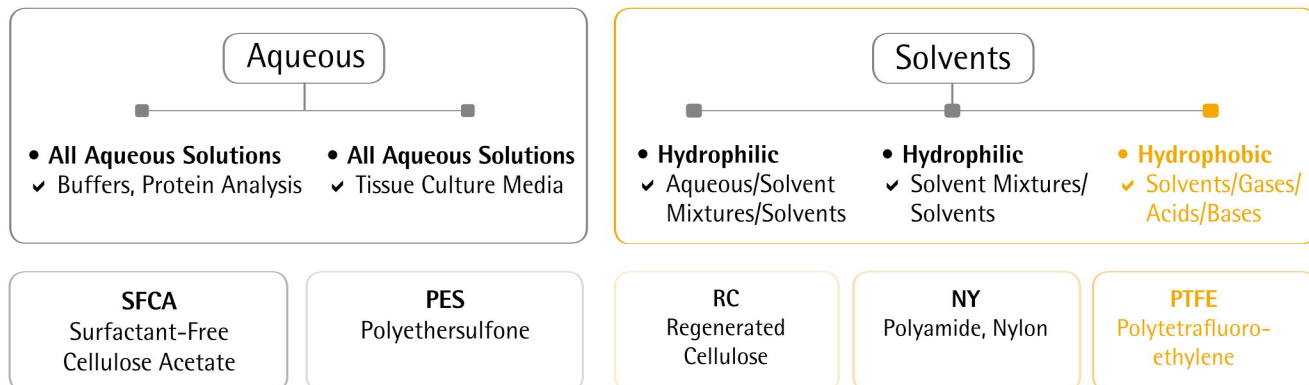 Aqueous
• All Aqueous Solutions
✓ Buffers, Protein Analysis
• All Aqueous Solutions
✓ Tissue Culture Media
Solvents
• Hydrophilic
✓ Aqueous/Solvent
Mixtures/Solvents
• Hydrophilic
✓ Solvent Mixtures/
Solvents
• Hydrophobic
✓ Solvents/Gases/
Acids/Bases
SFCA
Surfactant-Free
Cellulose Acetate
PES
Polyethersulfone
RC
Regenerated
Cellulose
NY
Polyamide, Nylon
PTFE
Polytetrafluoro-
ethylene